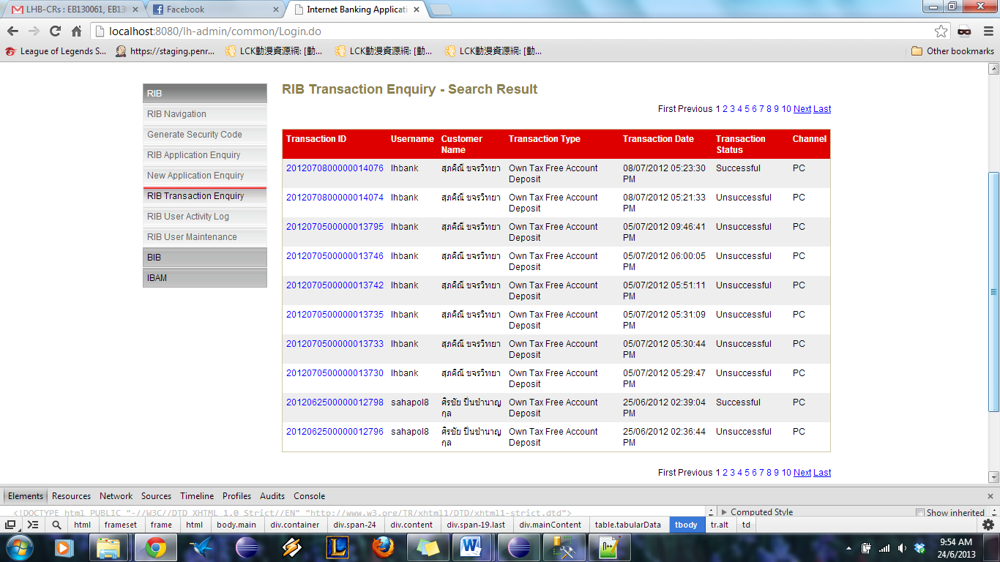 LHB-CRs : EB130061, EB13
Facebook
Internet Banking Applicati
localhost:8080/lh-admin/common/Login.do
League of Legends S...
https://staging.penr...
LCK動漫資源網: [動...
LCK動漫資源網: [動...
LCK動漫資源網: [動...
Other bookmarks
RIB
RIB Navigation
Generate Security Code
RIB Application Enquiry
New Application Enquiry
RIB Transaction Enquiry
RIB User Activity Log
RIB User Maintenance
BIB
IBAM
RIB Transaction Enquiry - Search Result
First Previous 1 2 3 4 5 6 7 8 9 10 Next Last
Transaction ID Username Customer Name Transaction Type Transaction Date Transaction Status Channel
2012070800000014076 lhbank สุภคิณี ขจรวิทยา Own Tax Free Account Deposit 08/07/2012 05:23:30 PM Successful PC
2012070800000014074 lhbank สุภคิณี ขจรวิทยา Own Tax Free Account Deposit 08/07/2012 05:21:33 PM Unsuccessful PC
2012070500000013795 lhbank สุภคิณี ขจรวิทยา Own Tax Free Account Deposit 05/07/2012 09:46:41 PM Unsuccessful PC
2012070500000013746 lhbank สุภคิณี ขจรวิทยา Own Tax Free Account Deposit 05/07/2012 06:00:05 PM Unsuccessful PC
2012070500000013742 lhbank สุภคิณี ขจรวิทยา Own Tax Free Account Deposit 05/07/2012 05:51:11 PM Unsuccessful PC
2012070500000013735 lhbank สุภคิณี ขจรวิทยา Own Tax Free Account Deposit 05/07/2012 05:31:09 PM Unsuccessful PC
2012070500000013733 lhbank สุภคิณี ขจรวิทยา Own Tax Free Account Deposit 05/07/2012 05:30:44 PM Unsuccessful PC
2012070500000013730 lhbank สุภคิณี ขจรวิทยา Own Tax Free Account Deposit 05/07/2012 05:29:47 PM Unsuccessful PC
2012062500000012798 sahapol8 ศิรชัย ปิ่นชำนาญกุล Own Tax Free Account Deposit 25/06/2012 02:39:04 PM Successful PC
2012062500000012796 sahapol8 ศิรชัย ปิ่นชำนาญกุล Own Tax Free Account Deposit 25/06/2012 02:36:44 PM Unsuccessful PC
First Previous 1 2 3 4 5 6 7 8 9 10 Next Last
Elements Resources Network Sources Timeline Profiles Audits Console
<!DOCTYPE html PUBLIC "-//W3C//DTD XHTML 1.0 Strict//EN" "http://www.w3.org/TR/xhtml1/DTD/xhtml1-strict.dtd">
Computed Style
Show inherited
html frameset frame html body.main div.container div.span-24 div.content div.span-19.last div.mainContent table.tabularData tbody tr.alt td
9:54 AM
24/6/2013